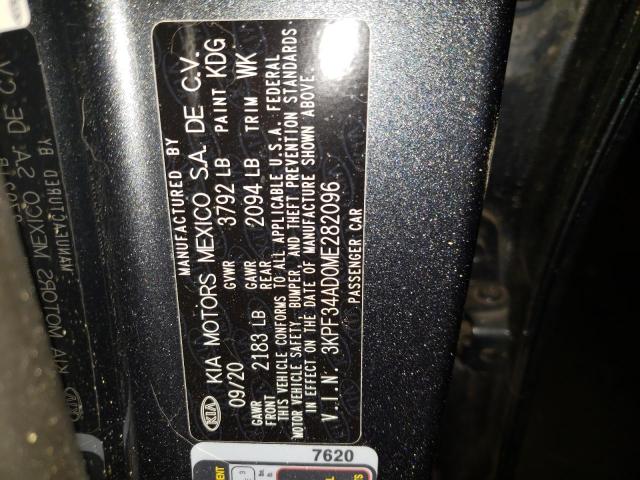 MANUFACTURED BY
KIA KIA MOTORS MEXICO S.A. DE C.V.
09/20 GVWR 3792 LB PAINT KDG
GAWR FRONT 2183 LB GAWR REAR 2094 LB TRIM WK
THIS VEHICLE CONFORMS TO ALL APPLICABLE U.S.A. FEDERAL
MOTOR VEHICLE SAFETY, BUMPER, AND THEFT PREVENTION STANDARDS
IN EFFECT ON THE DATE OF MANUFACTURE SHOWN ABOVE.
V.I.N. 3KPF34AD0ME282096
PASSENGER CAR
7620